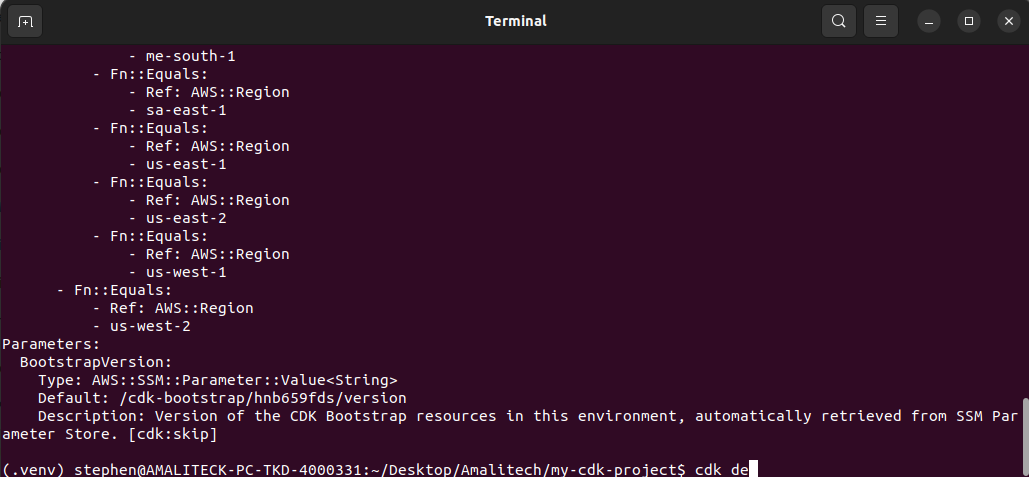 Terminal
- me-south-1
- Fn::Equals:
- Ref: AWS::Region
- sa-east-1
- Fn::Equals:
- Ref: AWS::Region
- us-east-1
- Fn::Equals:
- Ref: AWS::Region
- us-east-2
- Fn::Equals:
- Ref: AWS::Region
- us-west-1
- Fn::Equals:
- Ref: AWS::Region
- us-west-2
Parameters:
BootstrapVersion:
Type: AWS::SSM::Parameter::Value<String>
Default: /cdk-bootstrap/hnb659fds/version
Description: Version of the CDK Bootstrap resources in this environment, automatically retrieved from SSM Par
ameter Store. [cdk:skip]
(.venv) stephen@AMALITECK-PC-TKD-4000331:~/Desktop/Amalitech/my-cdk-project$ cdk de